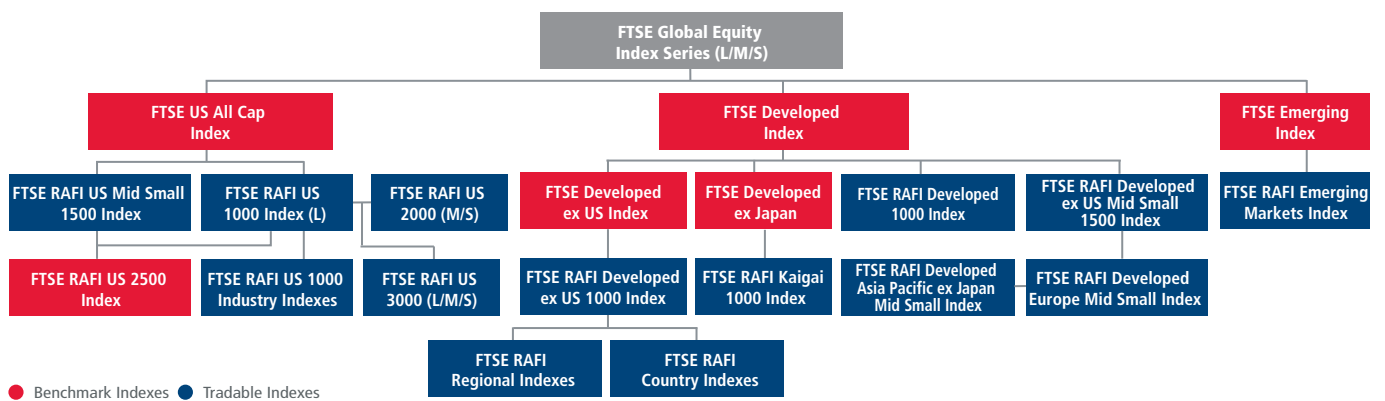 FTSE Global Equity
Index Series (L/M/S)
FTSE US All Cap
Index
FTSE Developed
Index
FTSE Emerging
Index
FTSE RAFI US Mid Small
1500 Index
FTSE RAFI US
1000 Index (L)
FTSE RAFI US
2000 (M/S)
FTSE Developed
ex US Index
FTSE Developed
ex Japan
FTSE RAFI Developed
1000 Index
FTSE RAFI Developed
ex US Mid Small
1500 Index
FTSE RAFI Emerging
Markets Index
FTSE RAFI US 2500
Index
FTSE RAFI US 1000
Industry Indexes
FTSE RAFI US
3000 (L/M/S)
FTSE RAFI Developed
ex US 1000 Index
FTSE RAFI Kaigai
1000 Index
FTSE RAFI Developed
Asia Pacific ex Japan
Mid Small Index
FTSE RAFI Developed
Europe Mid Small Index
FTSE RAFI
Regional Indexes
FTSE RAFI
Country Indexes
Benchmark Indexes
Tradable Indexes